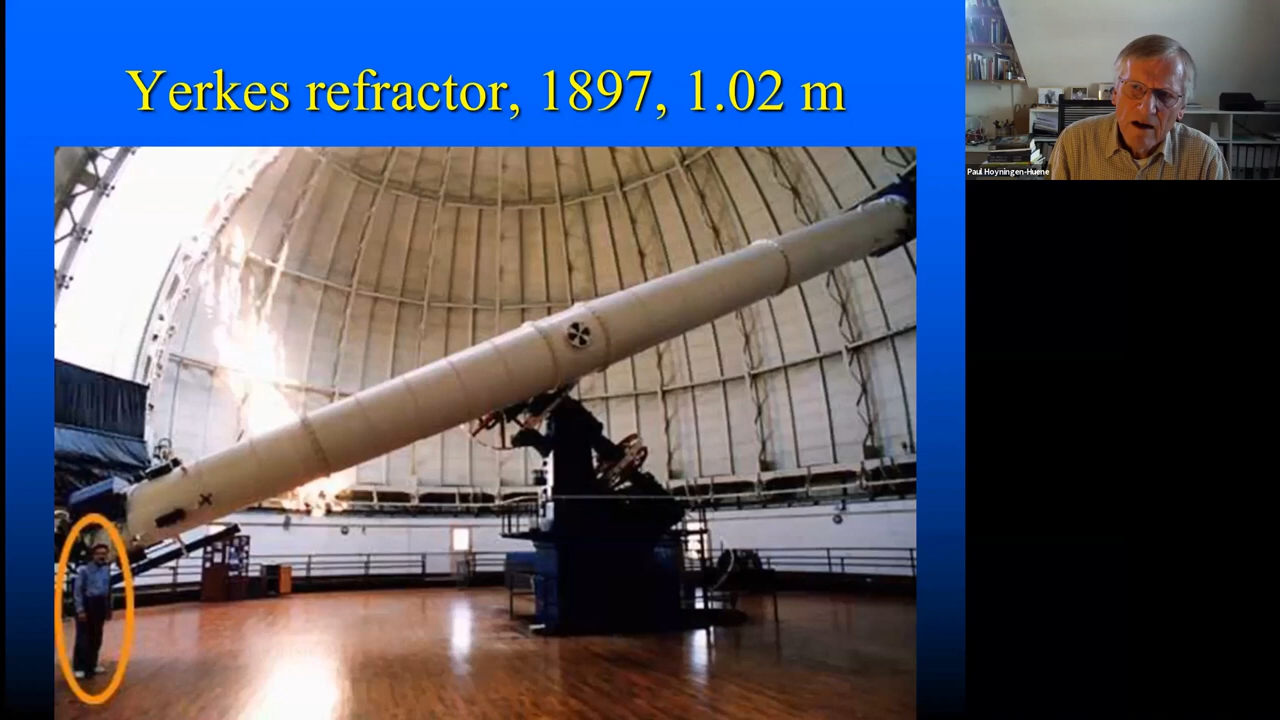 Yerkes refractor, 1897, 1.02 m
Paul Hoyningen-Huene